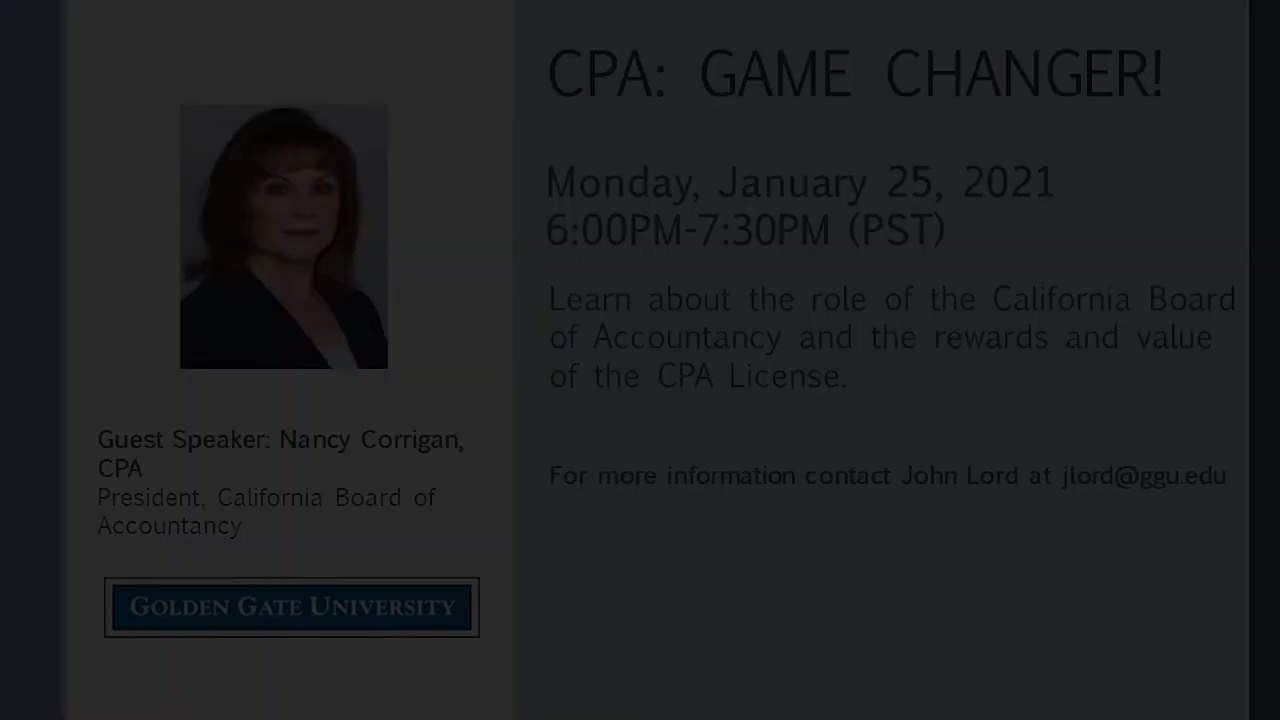 CPA: GAME CHANGER!
Monday, January 25, 2021
6:00PM-7:30PM (PST)
Learn about the role of the California Board
of Accountancy and the rewards and value
of the CPA License.
For more information contact John Lord at jlord@ggu.edu
Guest Speaker: Nancy Corrigan,
CPA
President, California Board of
Accountancy
GOLDEN GATE UNIVERSITY